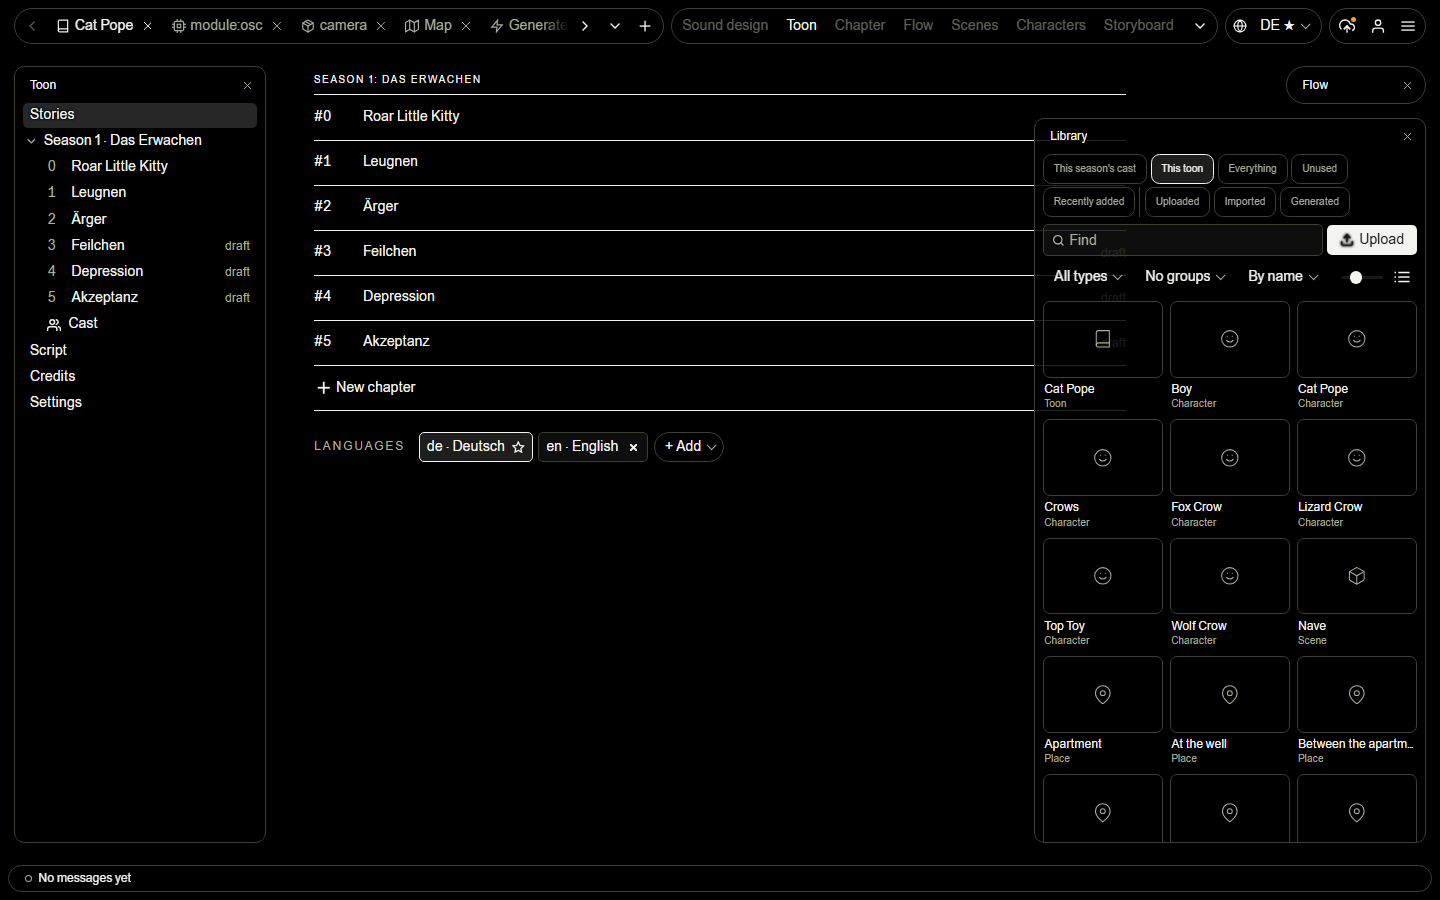 Cat Pope
module:osc
camera
Map
Generate
Sound design
Toon
Chapter
Flow
Scenes
Characters
Storyboard
DE ★
Toon
Stories
Season 1 · Das Erwachen
0 Roar Little Kitty
1 Leugnen
2 Ärger
3 Feilchen draft
4 Depression draft
5 Akzeptanz draft
Cast
Script
Credits
Settings
SEASON 1: DAS ERWACHEN
#0 Roar Little Kitty
#1 Leugnen
#2 Ärger
#3 Feilchen draft
#4 Depression draft
#5 Akzeptanz draft
New chapter
LANGUAGES de · Deutsch en · English + Add
Flow
Library
This season's cast This toon Everything Unused
Recently added Uploaded Imported Generated
Find Upload
All types No groups By name
Cat Pope Boy Cat Pope
Toon Character Character
Crows Fox Crow Lizard Crow
Character Character Character
Top Toy Wolf Crow Nave
Character Character Scene
Apartment At the well Between the apartm...
Place Place Place
No messages yet